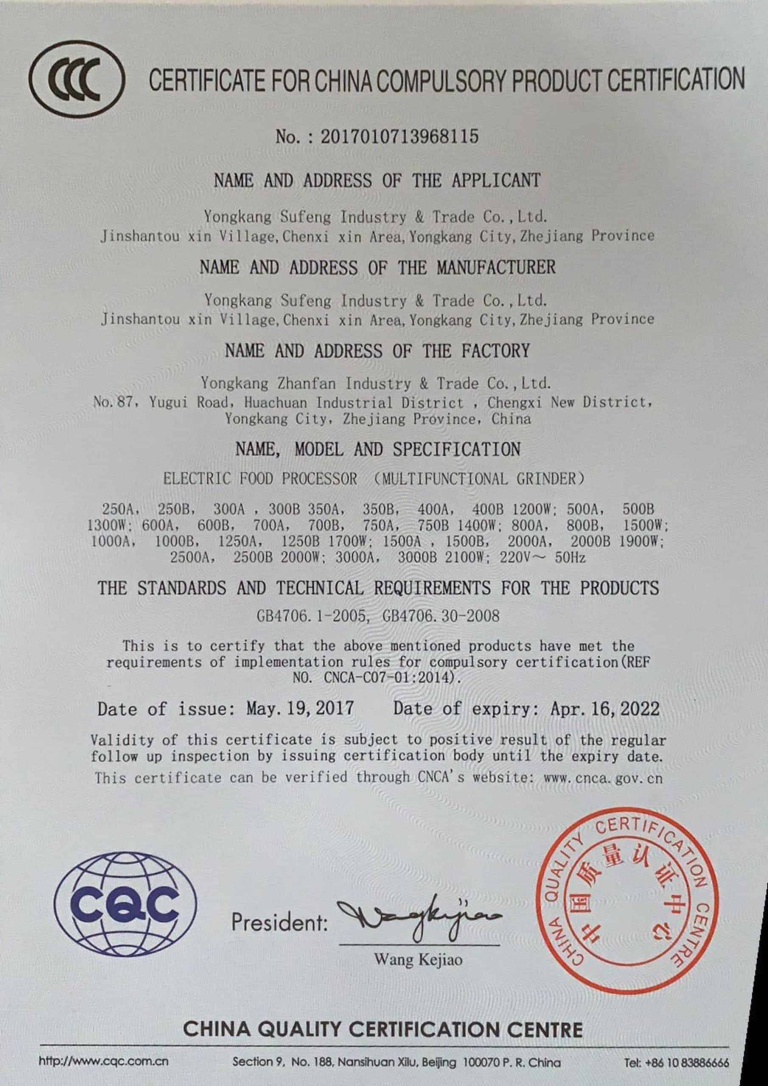 CCC
CERTIFICATE FOR CHINA COMPULSORY PRODUCT CERTIFICATION
No. : 2017010713968115
NAME AND ADDRESS OF THE APPLICANT
Yongkang Sufeng Industry & Trade Co., Ltd.
Jinshantou xin Village, Chenxi xin Area, Yongkang City, Zhejiang Province
NAME AND ADDRESS OF THE MANUFACTURER
Yongkang Sufeng Industry & Trade Co., Ltd.
Jinshantou xin Village, Chenxi xin Area, Yongkang City, Zhejiang Province
NAME AND ADDRESS OF THE FACTORY
Yongkang Zhanfan Industry & Trade Co., Ltd.
No. 87, Yugui Road, Huachuan Industrial District , Chengxi New District,
Yongkang City, Zhejiang Province, China
NAME, MODEL AND SPECIFICATION
ELECTRIC FOOD PROCESSOR （MULTIFUNCTIONAL GRINDER）
250A, 250B, 300A , 300B 350A, 350B, 400A, 400B 1200W; 500A, 500B
1300W; 600A, 600B, 700A, 700B, 750A, 750B 1400W; 800A, 800B, 1500W;
1000A, 1000B, 1250A, 1250B 1700W; 1500A , 1500B, 2000A, 2000B 1900W;
2500A, 2500B 2000W; 3000A, 3000B 2100W; 220V～ 50Hz
THE STANDARDS AND TECHNICAL REQUIREMENTS FOR THE PRODUCTS
GB4706.1-2005, GB4706.30-2008
This is to certify that the above mentioned products have met the
requirements of implementation rules for compulsory certification(REF
NO. CNCA-C07-01:2014).
Date of issue: May. 19, 2017 Date of expiry: Apr. 16, 2022
Validity of this certificate is subject to positive result of the regular
follow up inspection by issuing certification body until the expiry date.
This certificate can be verified through CNCA's website: www.cnca.gov.cn
CQC
President: Wangkejiao
Wang Kejiao
CHINA QUALITY CERTIFICATION CENTRE
中国质量认证中心
CHINA QUALITY CERTIFICATION CENTRE
http://www.cqc.com.cn Section 9, No. 188, Nansihuan Xilu, Beijing 100070 P. R. China Tel: +86 10 83886666